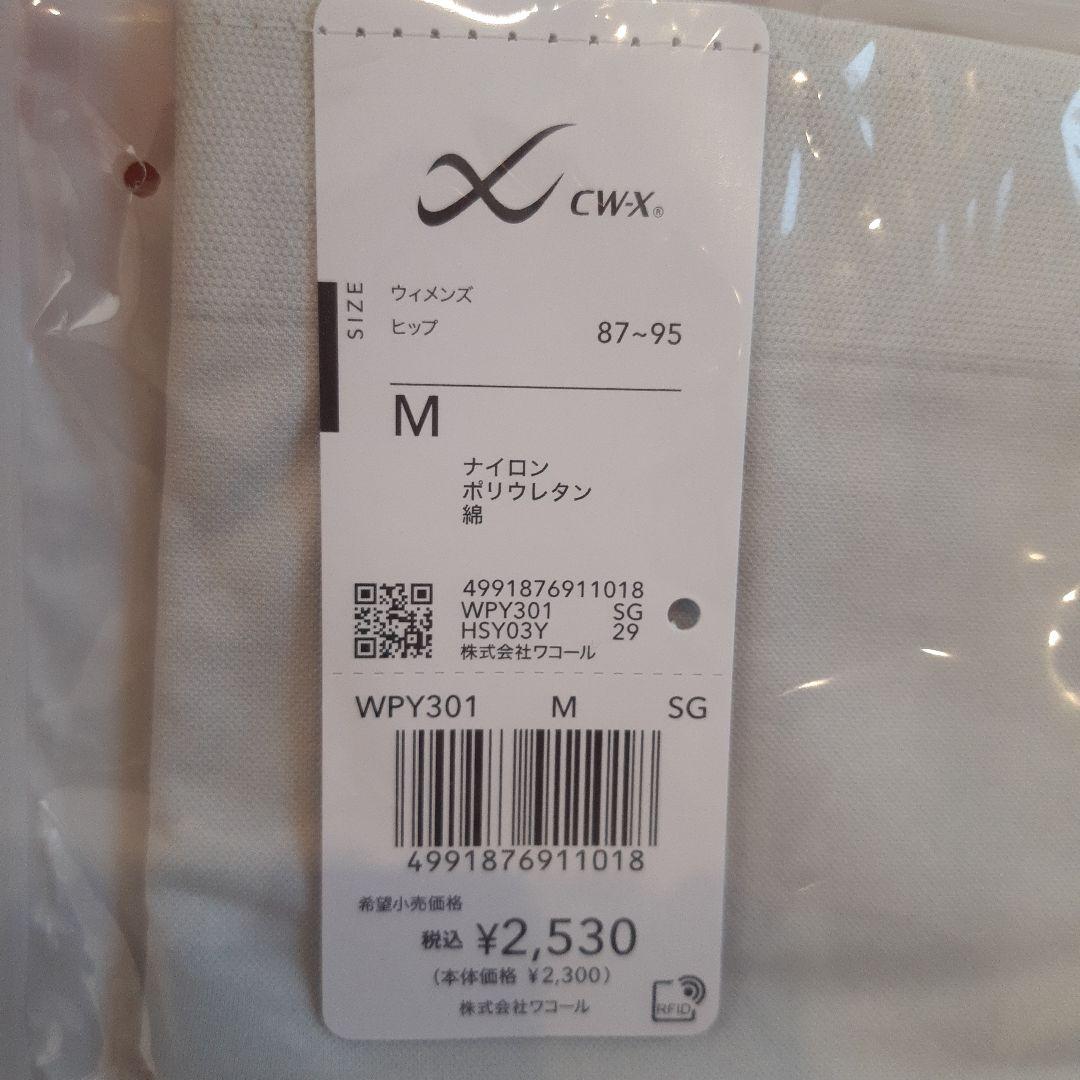 CW-X®
SIZE
ウィメンズ
ヒップ 87~95
M
ナイロン
ポリウレタン
綿
4991876911018
WPY301 SG
HSY03Y 29
株式会社ワコール
WPY301 M SG
4991876911018
希望小売価格
税込 ¥2,530
(本体価格 ¥2,300)
株式会社ワコール
RFID